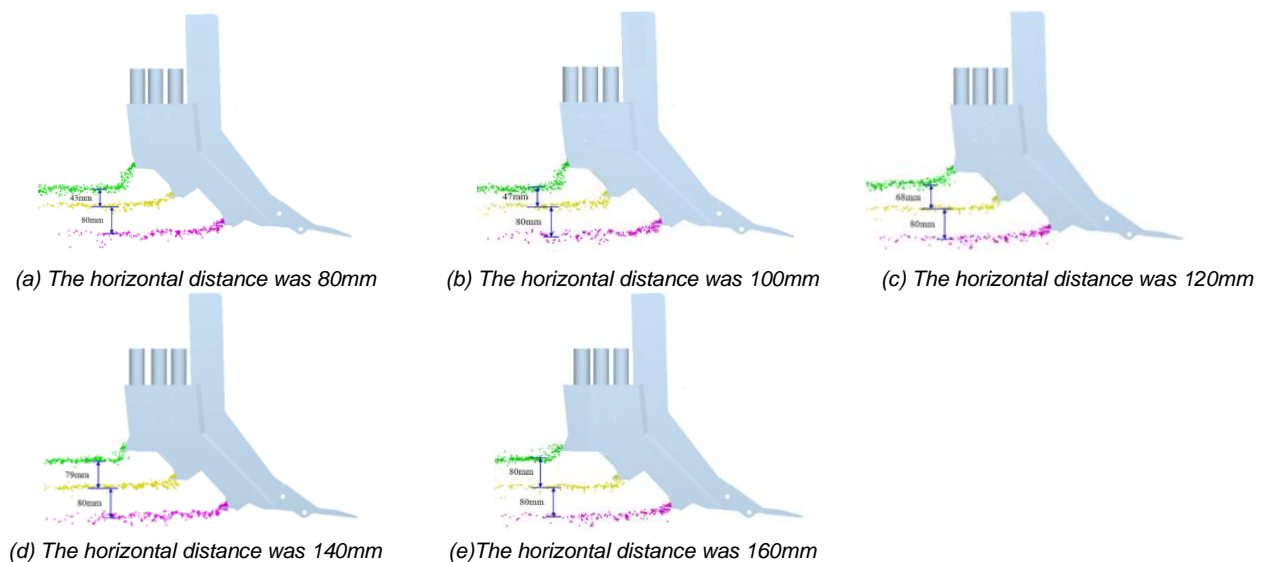 43mm
80mm
47mm
80mm
68mm
80mm
(a) The horizontal distance was 80mm
(b) The horizontal distance was 100mm
(c) The horizontal distance was 120mm
79mm
80mm
80mm
80mm
(d) The horizontal distance was 140mm
(e)The horizontal distance was 160mm